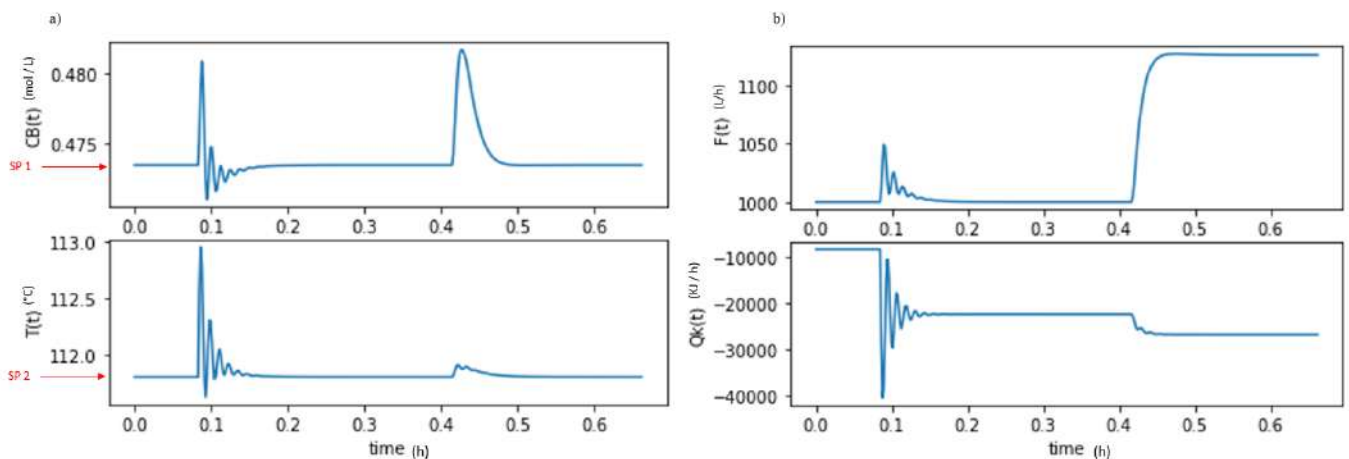 a)
CB(t) (mol / L)
0.480
0.475
SP 1
0.0 0.1 0.2 0.3 0.4 0.5 0.6
T(t) (°C)
113.0
112.5
112.0
SP 2
0.0 0.1 0.2 0.3 0.4 0.5 0.6
time (h)
b)
F(t) (L/h)
1100
1050
1000
0.0 0.1 0.2 0.3 0.4 0.5 0.6
Qk(t) (KJ / h)
−10000
−20000
−30000
−40000
0.0 0.1 0.2 0.3 0.4 0.5 0.6
time (h)